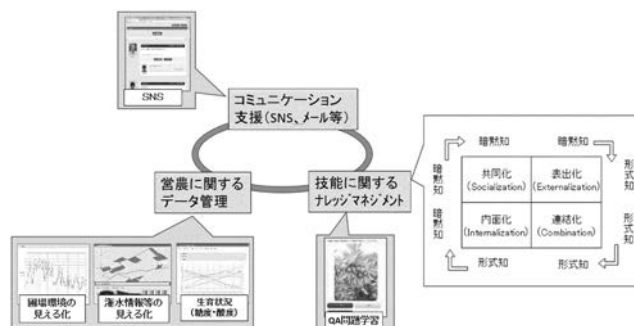 SNS
コミュニケーション
支援(SNS、メール等)
営農に関する
データ管理
技能に関する
ナレッジマネジメント
圃場環境の
見える化
潅水情報等の
見える化
生育状況
(糖度・酸度)
QA問題学習
暗黙知
暗黙知
暗黙知
形式知
共同化
(Socialization)
表出化
(Externalization)
暗黙知
形式知
内面化
(Internalization)
連結化
(Combination)
形式知
形式知